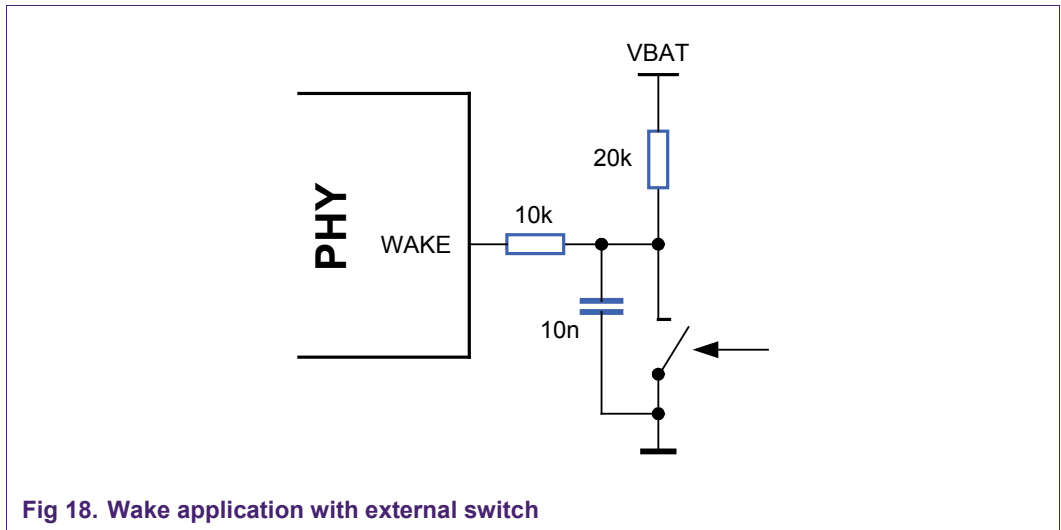 VBAT
20k
10k
PHY
WAKE
10n
Fig 18. Wake application with external switch